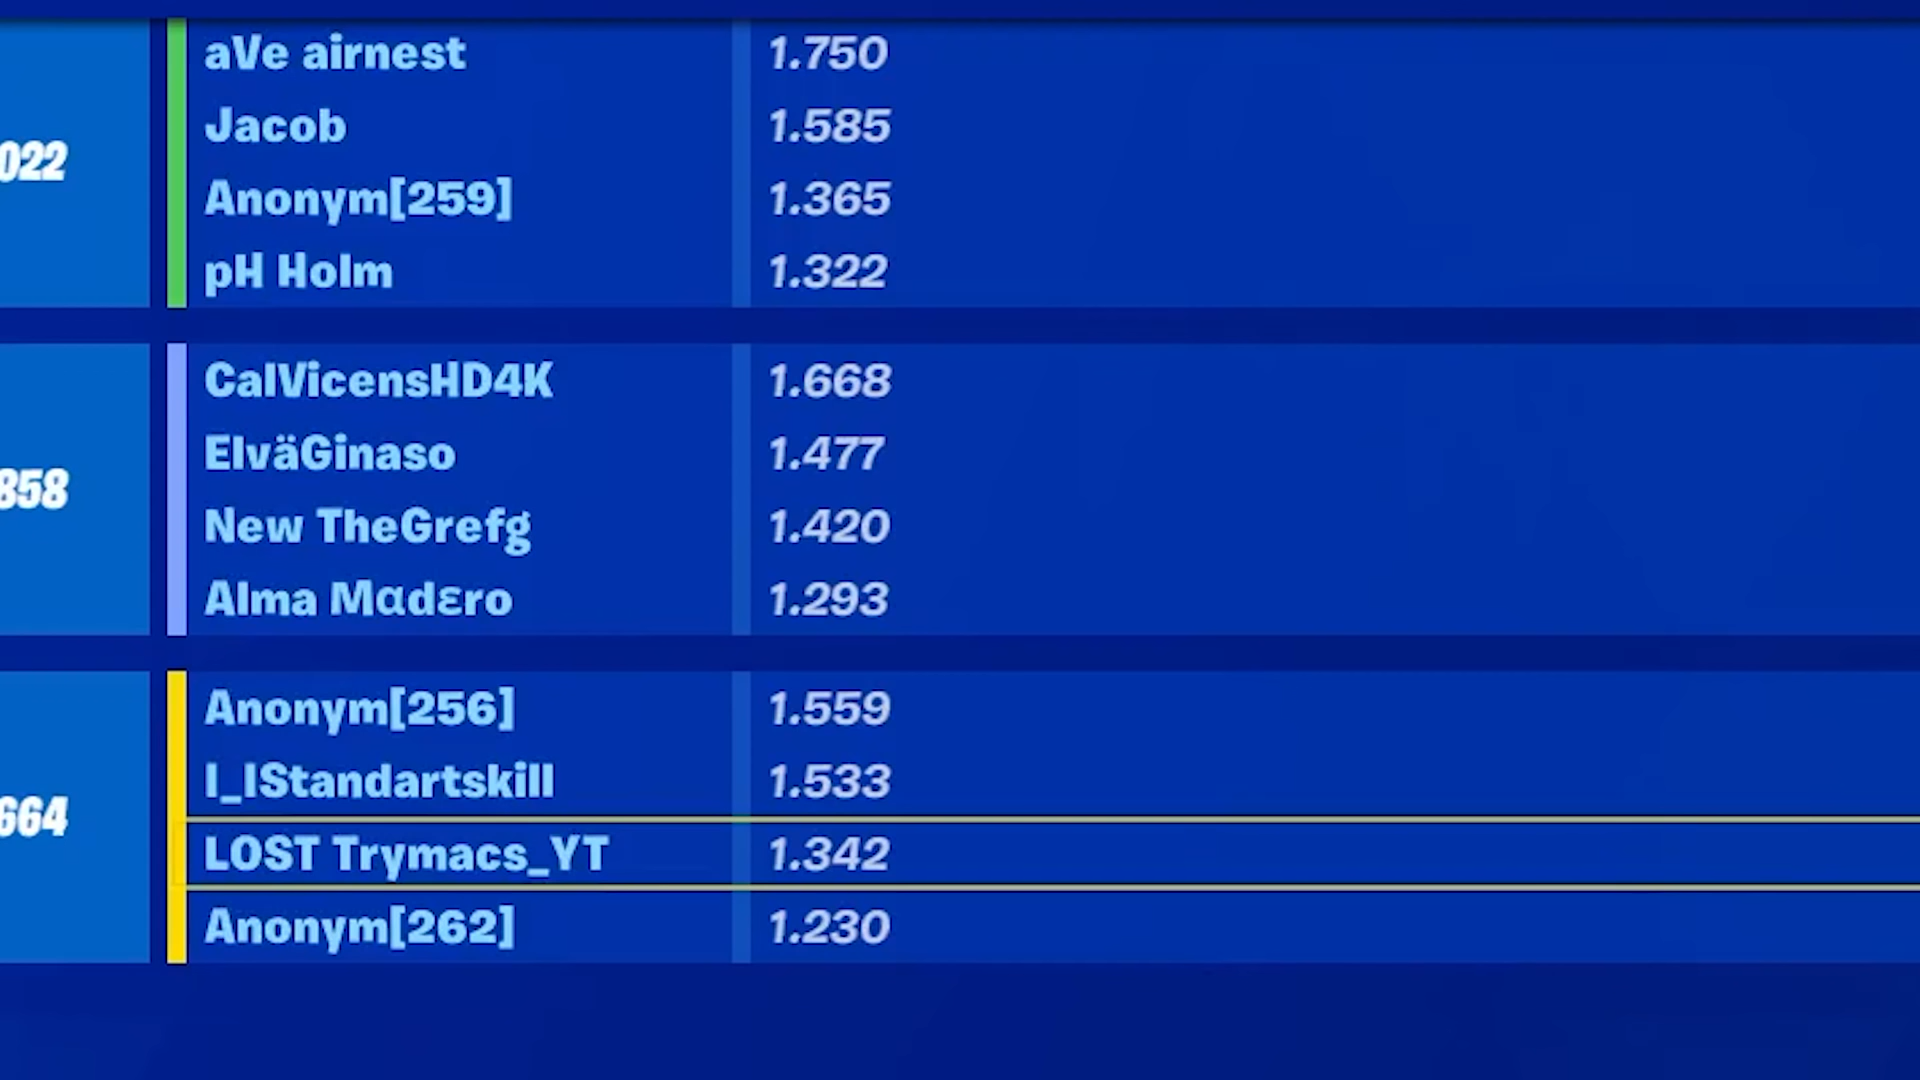 aVe airnest 1.750
Jacob 1.585
022
Anonym[259] 1.365
pH Holm 1.322
CalVicensHD4K 1.668
ElväGinaso 1.477
858
New TheGrefg 1.420
Alma Mαdεro 1.293
Anonym[256] 1.559
I_IStandartskill 1.533
664
LOST Trymacs_YT 1.342
Anonym[262] 1.230